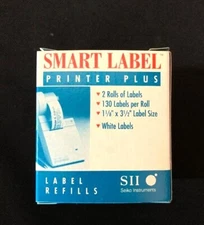 SMART LABEL
PRINTER PLUS
• 2 Rolls of Labels
• 130 Labels per Roll
• 1⅛" x 3½" Label Size
• White Labels
LABEL
REFILLS
SII
Seiko Instruments